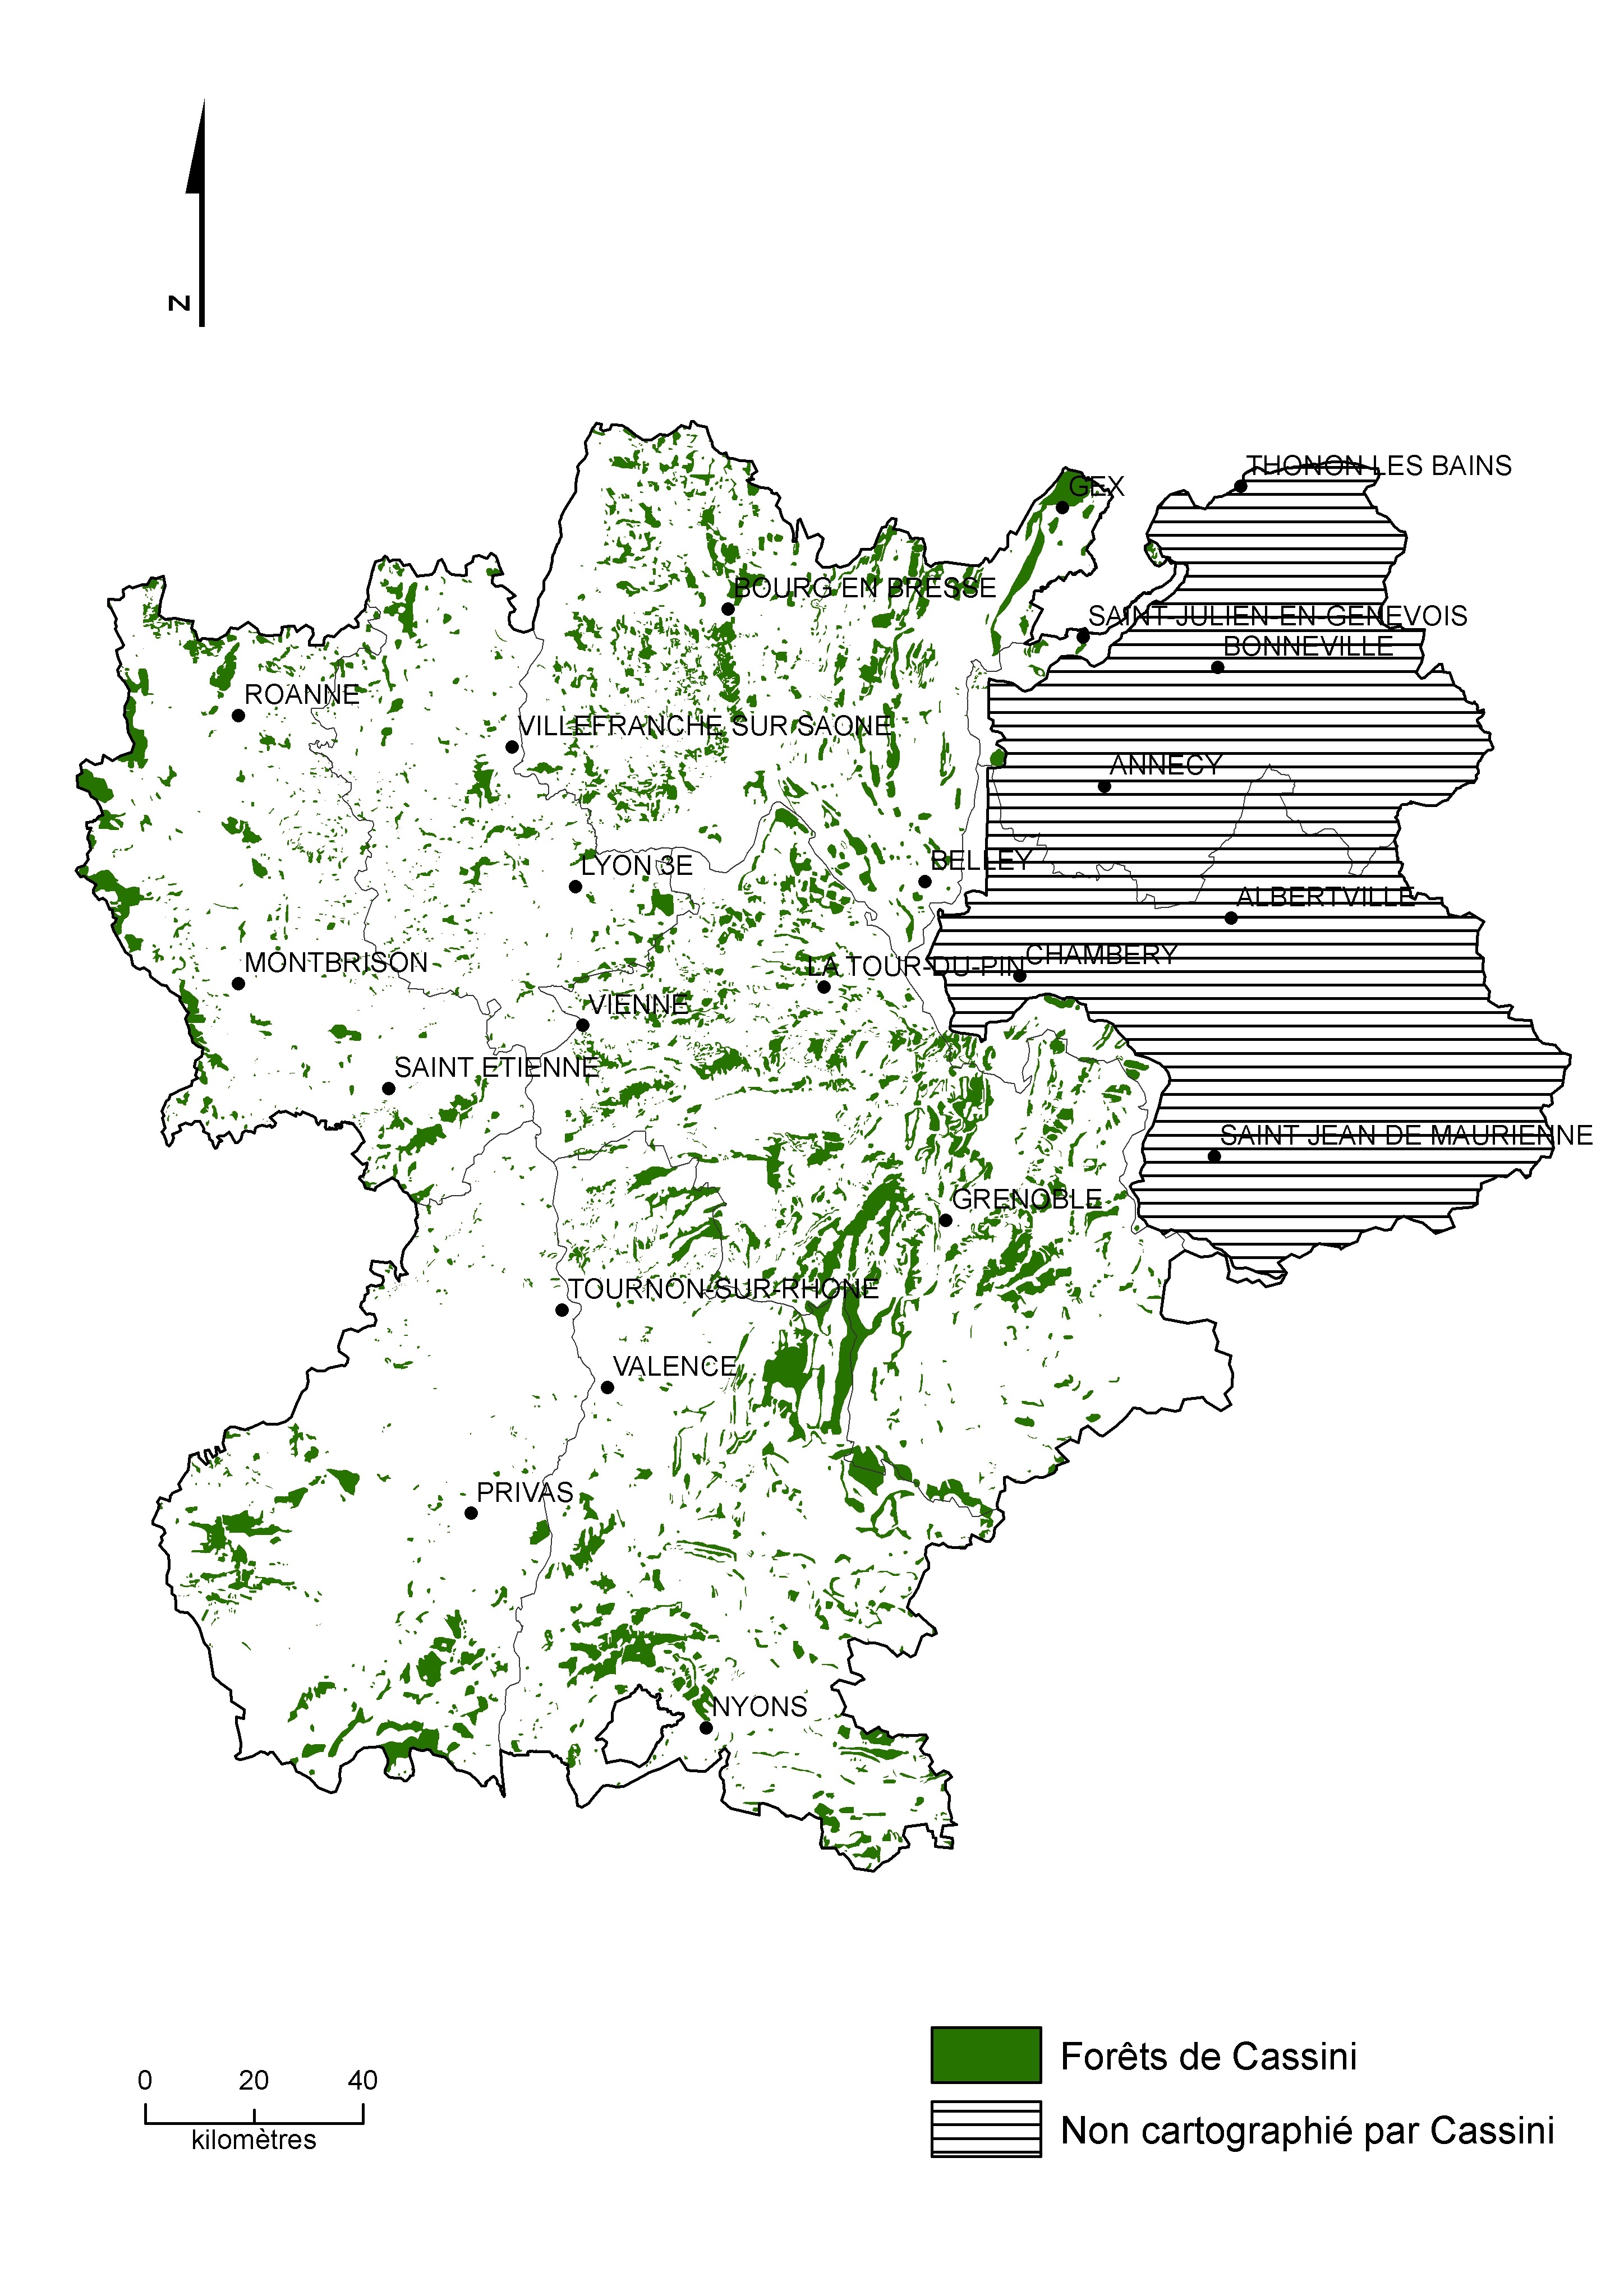 N
THONON LES BAINS
GEX
BOURG EN BRESSE
SAINT-JULIEN-EN-GENEVOIS
BONNEVILLE
ROANNE
VILLEFRANCHE SUR SAONE
ANNECY
LYON 3E
BELLEY
ALBERTVILLE
MONTBRISON
CHAMBERY
LA TOUR-DU-PIN
VIENNE
SAINT ETIENNE
SAINT JEAN DE MAURIENNE
GRENOBLE
TOURNON-SUR-RHONE
VALENCE
PRIVAS
NYONS
Forêts de Cassini
0 20 40
kilomètres
Non cartographié par Cassini